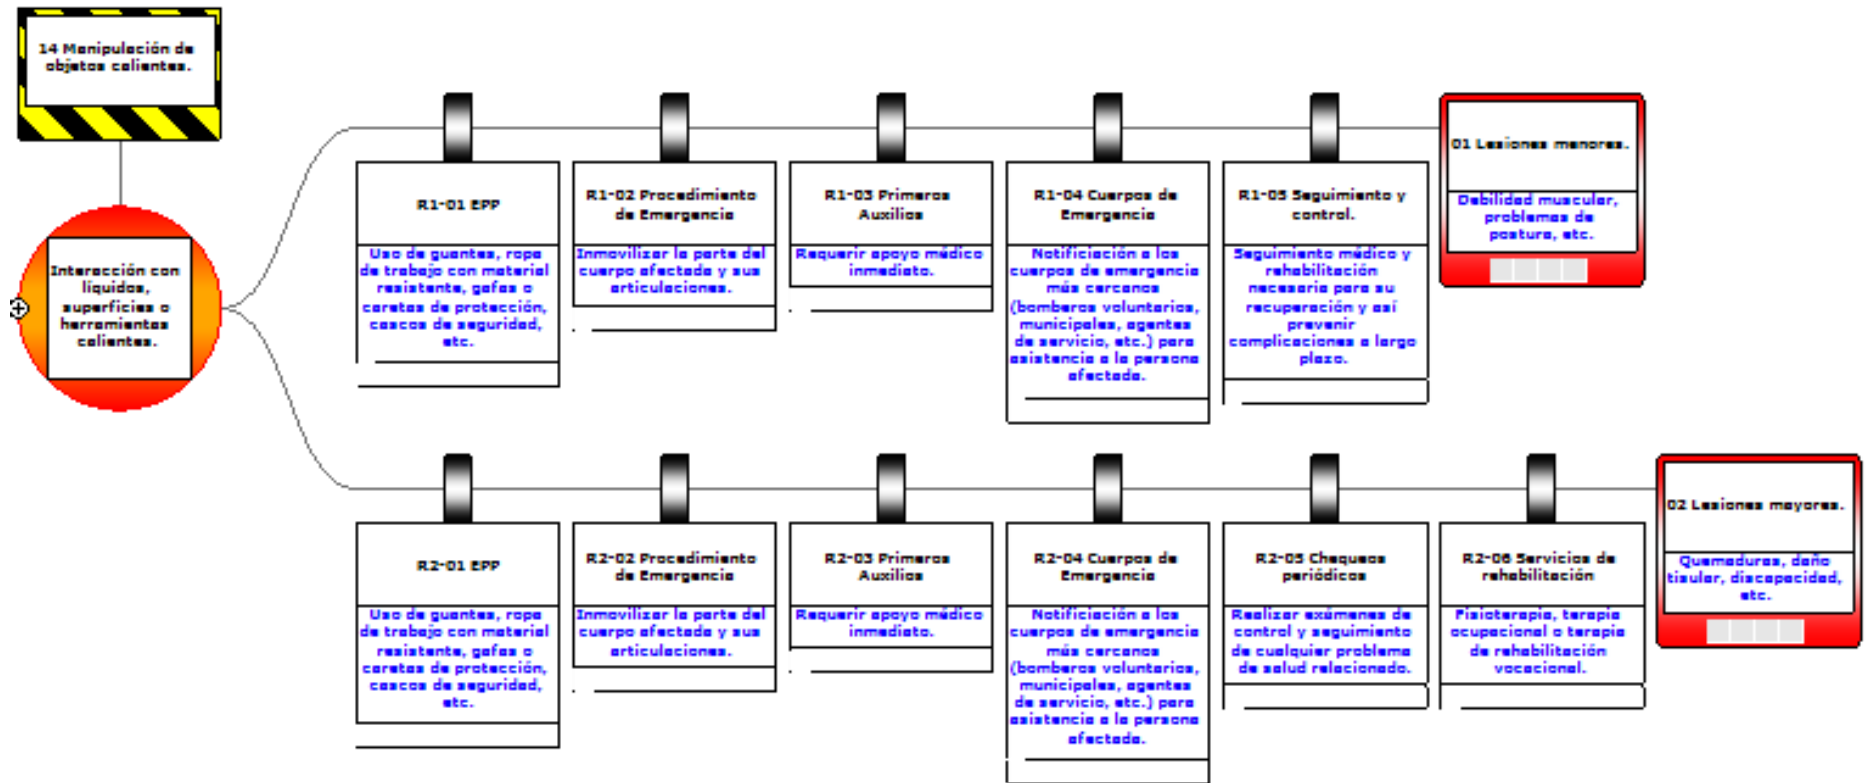 14 Manipulación de
objetos calientes.
Interacción con
líquidos,
superficies o
herramientas
calientes.
R1-01 EPP
Uso de guantes, ropa
de trabajo con material
resistente, gafas o
caretas de protección,
cascos de seguridad,
etc.
R1-02 Procedimiento
de Emergencia
Inmovilizar la parte del
cuerpo afectada y sus
articulaciones.
R1-03 Primeros
Auxilios
Requerir apoyo médico
inmediato.
R1-04 Cuerpos de
Emergencia
Notificiación a los
cuerpos de emergencia
más cercanos
(bomberos voluntarios,
municipales, agentes
de servicio, etc.) para
asistencia a la persona
afectada.
R1-05 Seguimiento y
control.
Seguimiento médico y
rehabilitación
necesaria para su
recuperación y así
prevenir
complicaciones a largo
plazo.
01 Lesiones menores.
Debilidad muscular,
problemas de
postura, etc.
R2-01 EPP
Uso de guantes, ropa
de trabajo con material
resistente, gafas o
caretas de protección,
cascos de seguridad,
etc.
R2-02 Procedimiento
de Emergencia
Inmovilizar la parte del
cuerpo afectada y sus
articulaciones.
R2-03 Primeros
Auxilios
Requerir apoyo médico
inmediato.
R2-04 Cuerpos de
Emergencia
Notificiación a los
cuerpos de emergencia
más cercanos
(bomberos voluntarios,
municipales, agentes
de servicio, etc.) para
asistencia a la persona
afectada.
R2-05 Chequeos
periódicos
Realizar exámenes de
control y seguimiento
de cualquier problema
de salud relacionado.
R2-06 Servicios de
rehabilitación
Fisioterapia, terapia
ocupacional o terapia
de rehabilitación
vocacional.
02 Lesiones mayores.
Quemaduras, daño
tisular, discapacidad,
etc.